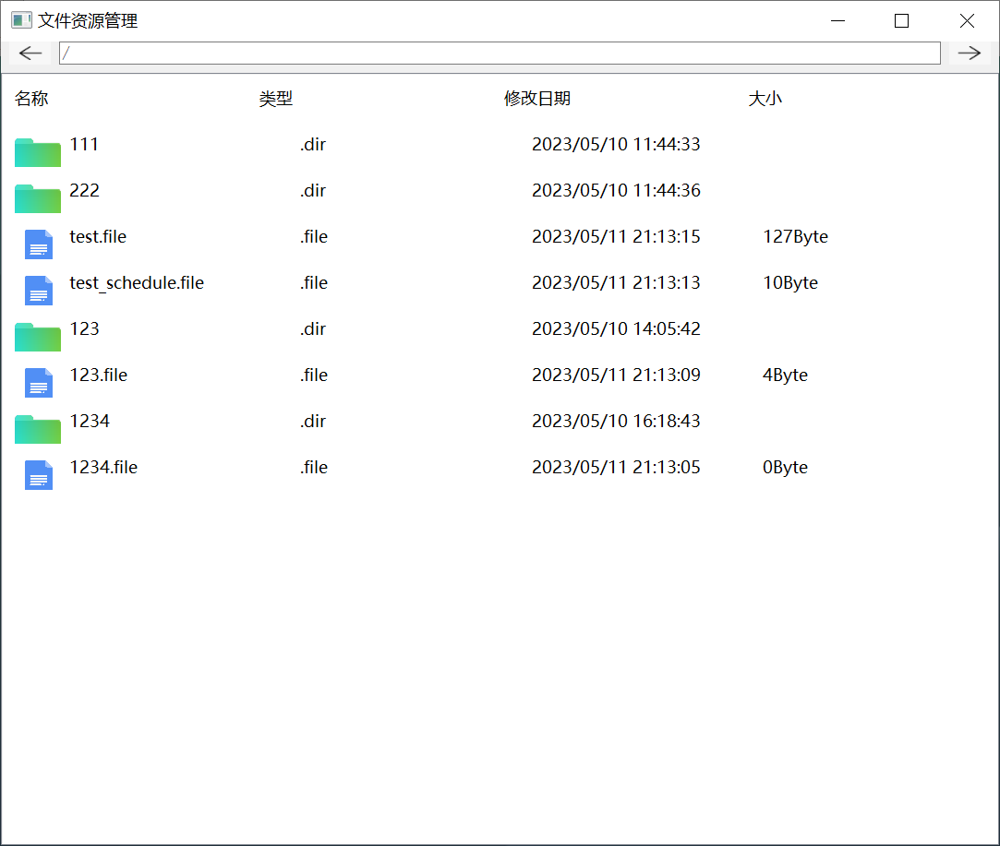 文件资源管理
/
名称 类型 修改日期 大小
111 .dir 2023/05/10 11:44:33
222 .dir 2023/05/10 11:44:36
test.file .file 2023/05/11 21:13:15 127Byte
test_schedule.file .file 2023/05/11 21:13:13 10Byte
123 .dir 2023/05/10 14:05:42
123.file .file 2023/05/11 21:13:09 4Byte
1234 .dir 2023/05/10 16:18:43
1234.file .file 2023/05/11 21:13:05 0Byte